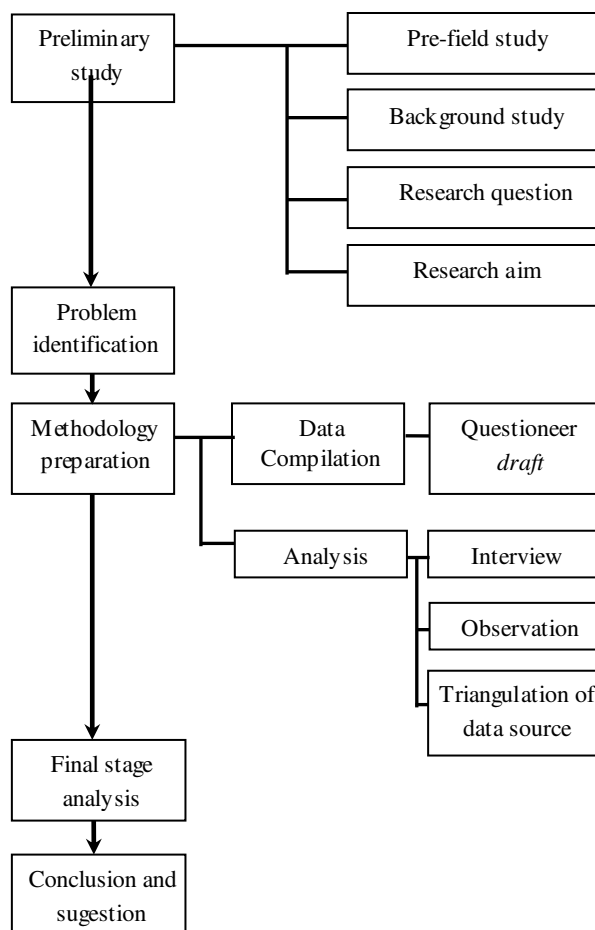 Preliminary
study
Pre-field study
Background study
Research question
Research aim
Problem
identification
Methodology
preparation
Data
Compilation
Questioneer
draft
Analysis
Interview
Observation
Triangulation of
data source
Final stage
analysis
Conclusion and
sugestion